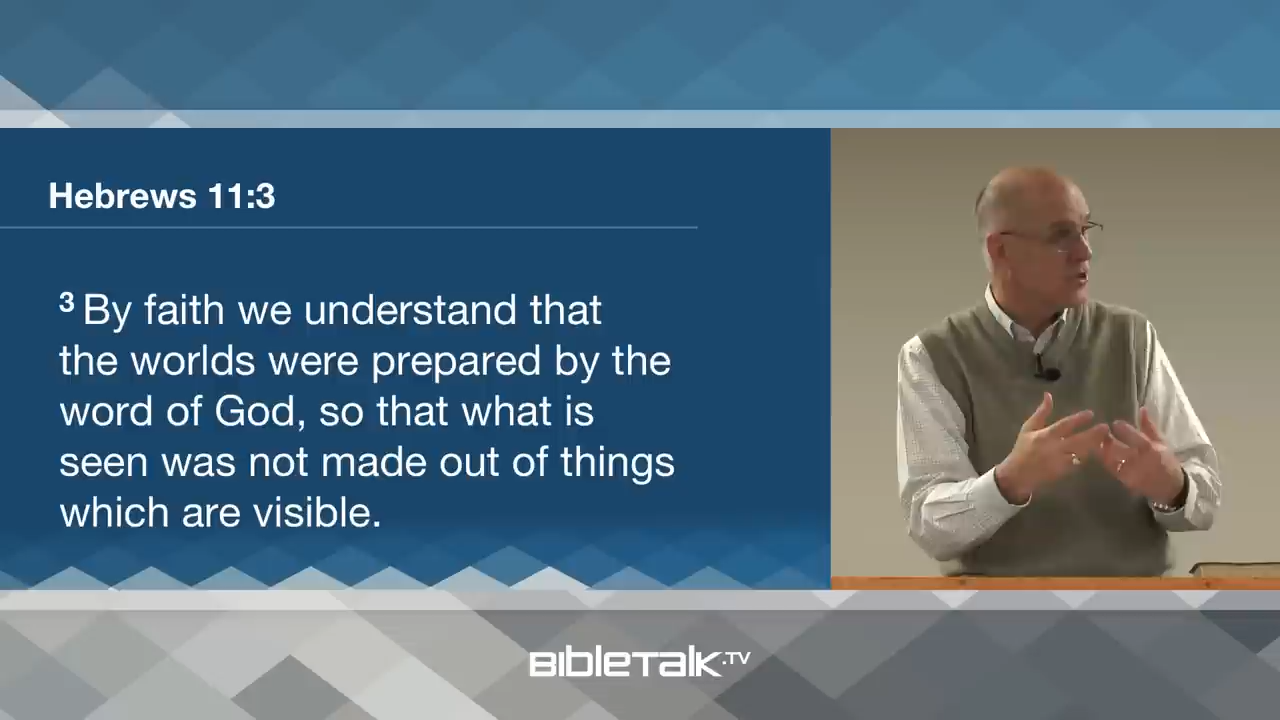 Hebrews 11:3
3 By faith we understand that
the worlds were prepared by the
word of God, so that what is
seen was not made out of things
which are visible.
BIBLETALK.TV